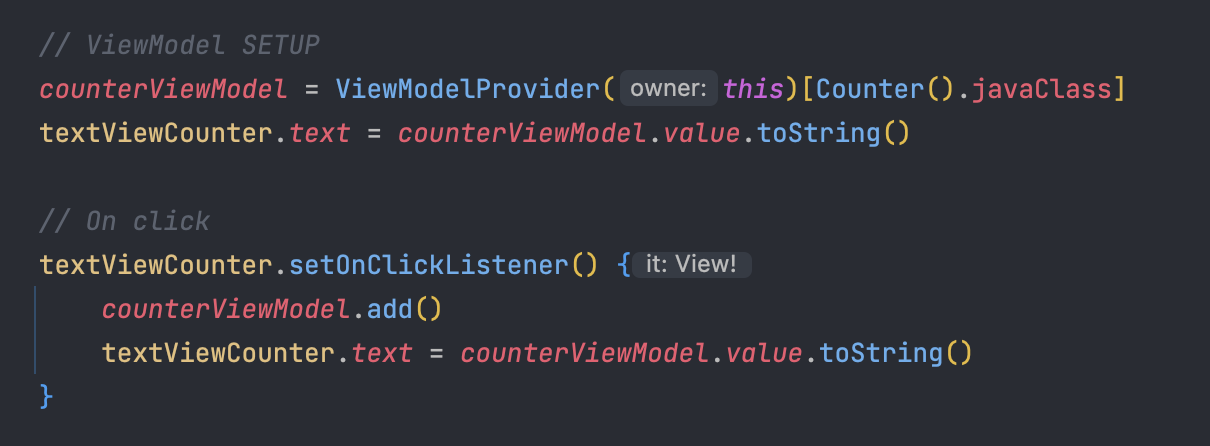 // ViewModel SETUP
counterViewModel = ViewModelProvider( owner: this)[Counter().javaClass]
textViewCounter.text = counterViewModel.value.toString()
// On click
textViewCounter.setOnClickListener() { it: View!
counterViewModel.add()
textViewCounter.text = counterViewModel.value.toString()
}